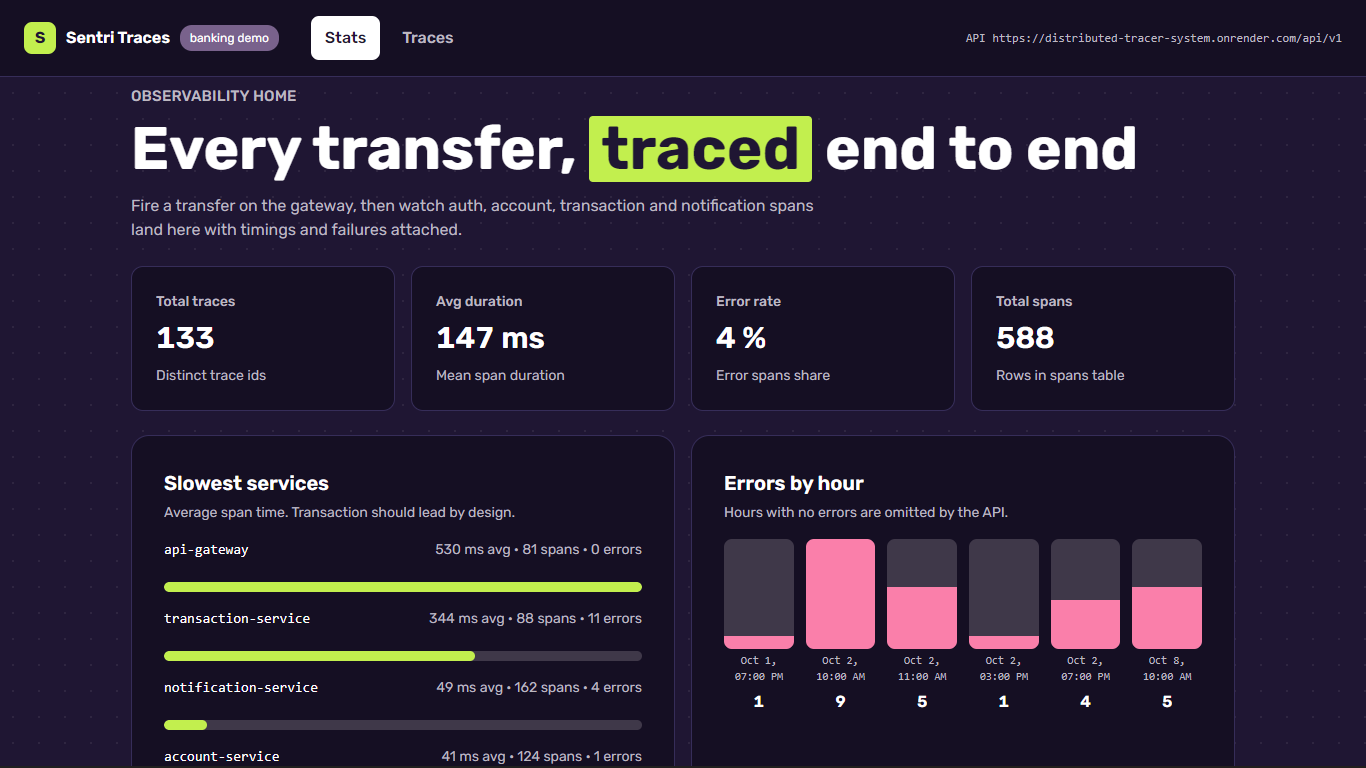 S Sentri Traces banking demo Stats Traces API https://distributed-tracer-system.onrender.com/api/v1
OBSERVABILITY HOME
Every transfer, traced end to end
Fire a transfer on the gateway, then watch auth, account, transaction and notification spans
land here with timings and failures attached.
Total traces
133
Distinct trace ids
Avg duration
147 ms
Mean span duration
Error rate
4 %
Error spans share
Total spans
588
Rows in spans table
Slowest services
Average span time. Transaction should lead by design.
api-gateway 530 ms avg • 81 spans • 0 errors
transaction-service 344 ms avg • 88 spans • 11 errors
notification-service 49 ms avg • 162 spans • 4 errors
account-service 41 ms avg • 124 spans • 1 errors
Errors by hour
Hours with no errors are omitted by the API.
Oct 1, 07:00 PM
1
Oct 2, 10:00 AM
9
Oct 2, 11:00 AM
5
Oct 2, 03:00 PM
1
Oct 2, 07:00 PM
4
Oct 8, 10:00 AM
5